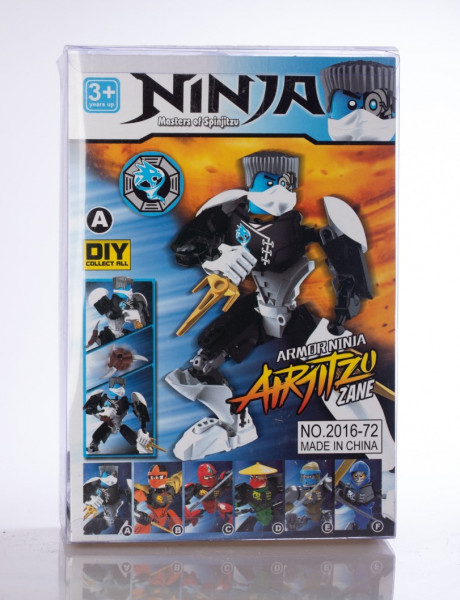 3+
years up
NINJA
Masters of Spinjitzu
A
DIY
COLLECT ALL
ARMOR NINJA
AIRJITZU
ZANE
NO.2016-72
MADE IN CHINA
A B C D E F